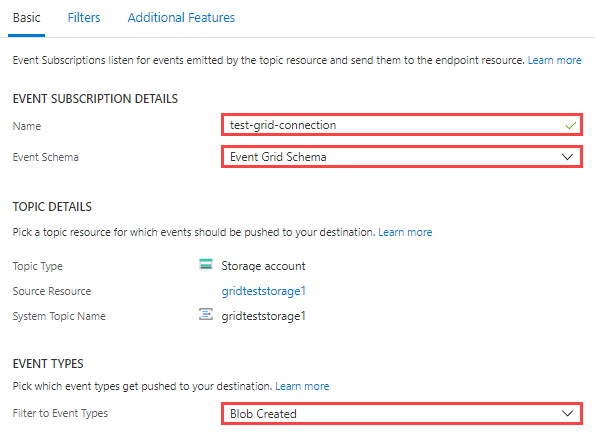 Basic Filters Additional Features
Event Subscriptions listen for events emitted by the topic resource and send them to the endpoint resource. Learn more
EVENT SUBSCRIPTION DETAILS
Name test-grid-connection
Event Schema Event Grid Schema
TOPIC DETAILS
Pick a topic resource for which events should be pushed to your destination. Learn more
Topic Type Storage account
Source Resource gridteststorage1
System Topic Name gridteststorage1
EVENT TYPES
Pick which event types get pushed to your destination. Learn more
Filter to Event Types Blob Created